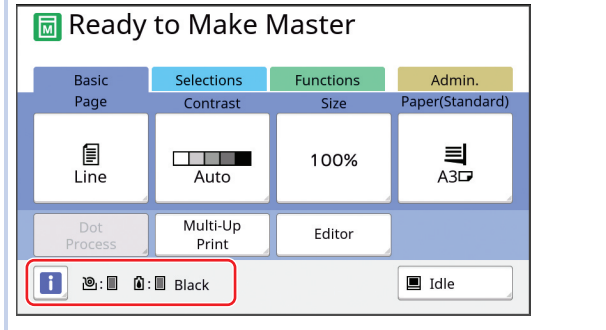 M Ready to Make Master
Basic Selections Functions Admin.
Page Contrast Size Paper(Standard)
Line Auto 100% A3
Dot Process
Multi-Up Print
Editor
i : : Black
Idle